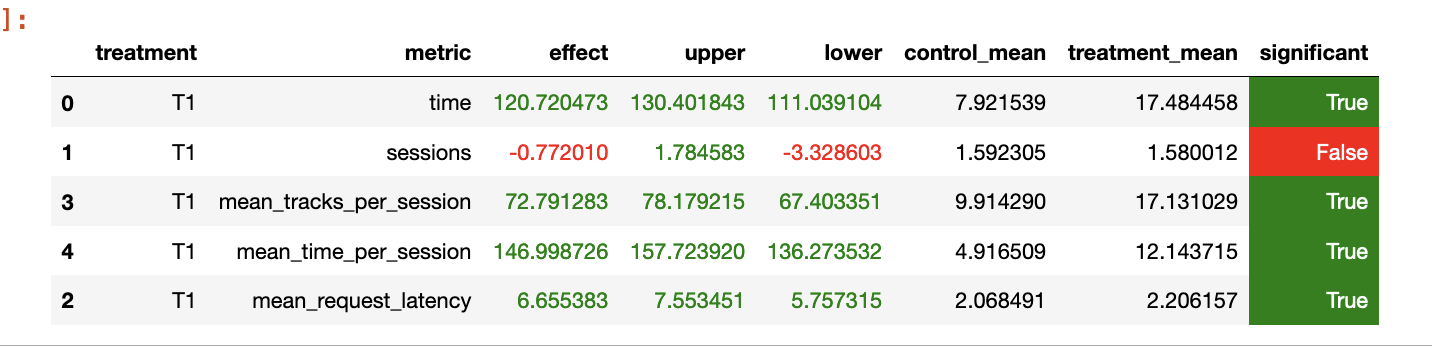 ]:
treatment metric effect upper lower control_mean treatment_mean significant
0 T1 time 120.720473 130.401843 111.039104 7.921539 17.484458 True
1 T1 sessions -0.772010 1.784583 -3.328603 1.592305 1.580012 False
3 T1 mean_tracks_per_session 72.791283 78.179215 67.403351 9.914290 17.131029 True
4 T1 mean_time_per_session 146.998726 157.723920 136.273532 4.916509 12.143715 True
2 T1 mean_request_latency 6.655383 7.553451 5.757315 2.068491 2.206157 True